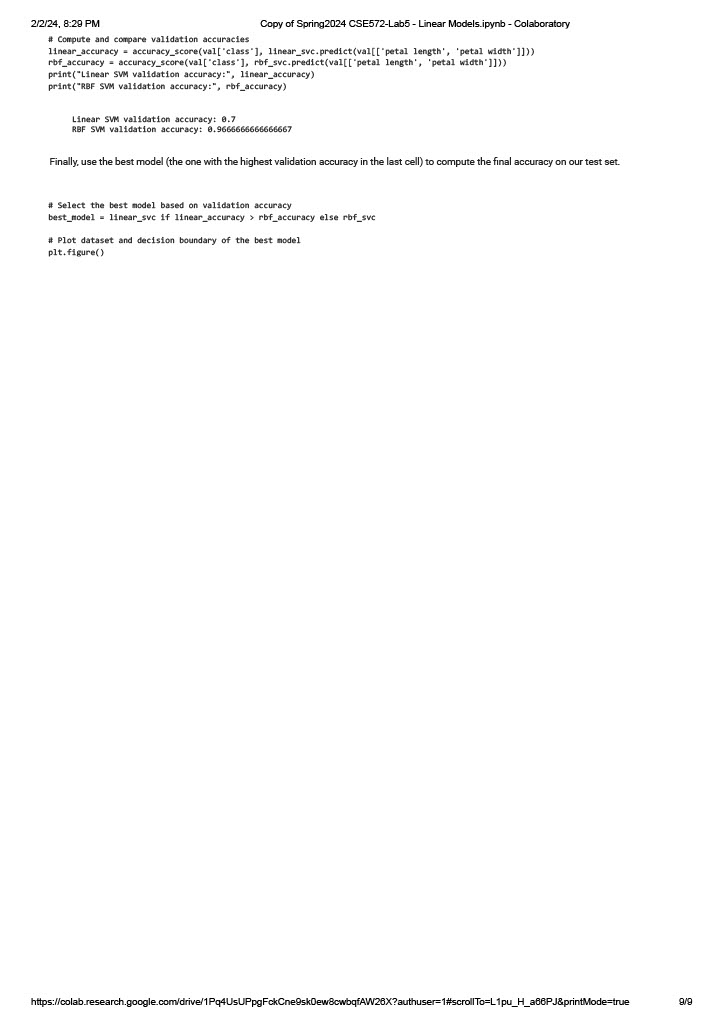 2/2/24, 8:29 PM Copy of Spring2024 CSE572-Lab5 - Linear Models.ipynb - Colaboratory
# Compute and compare validation accuracies
linear_accuracy = accuracy_score(val['class'], linear_svc.predict(val[['petal length', 'petal width']]))
rbf_accuracy = accuracy_score(val['class'], rbf_svc.predict(val[['petal length', 'petal width']]))
print("Linear SVM validation accuracy:", linear_accuracy)
print("RBF SVM validation accuracy:", rbf_accuracy)
Linear SVM validation accuracy: 0.7
RBF SVM validation accuracy: 0.9666666666666667
Finally, use the best model (the one with the highest validation accuracy in the last cell) to compute the final accuracy on our test set.
# Select the best model based on validation accuracy
best_model = linear_svc if linear_accuracy > rbf_accuracy else rbf_svc
# Plot dataset and decision boundary of the best model
plt.figure()
https://colab.research.google.com/drive/1Pq4UsUPpgFckCne9sk0ew8cwbqfAW26X?authuser=1#scrollTo=L1pu_H_a66PJ&printMode=true 9/9